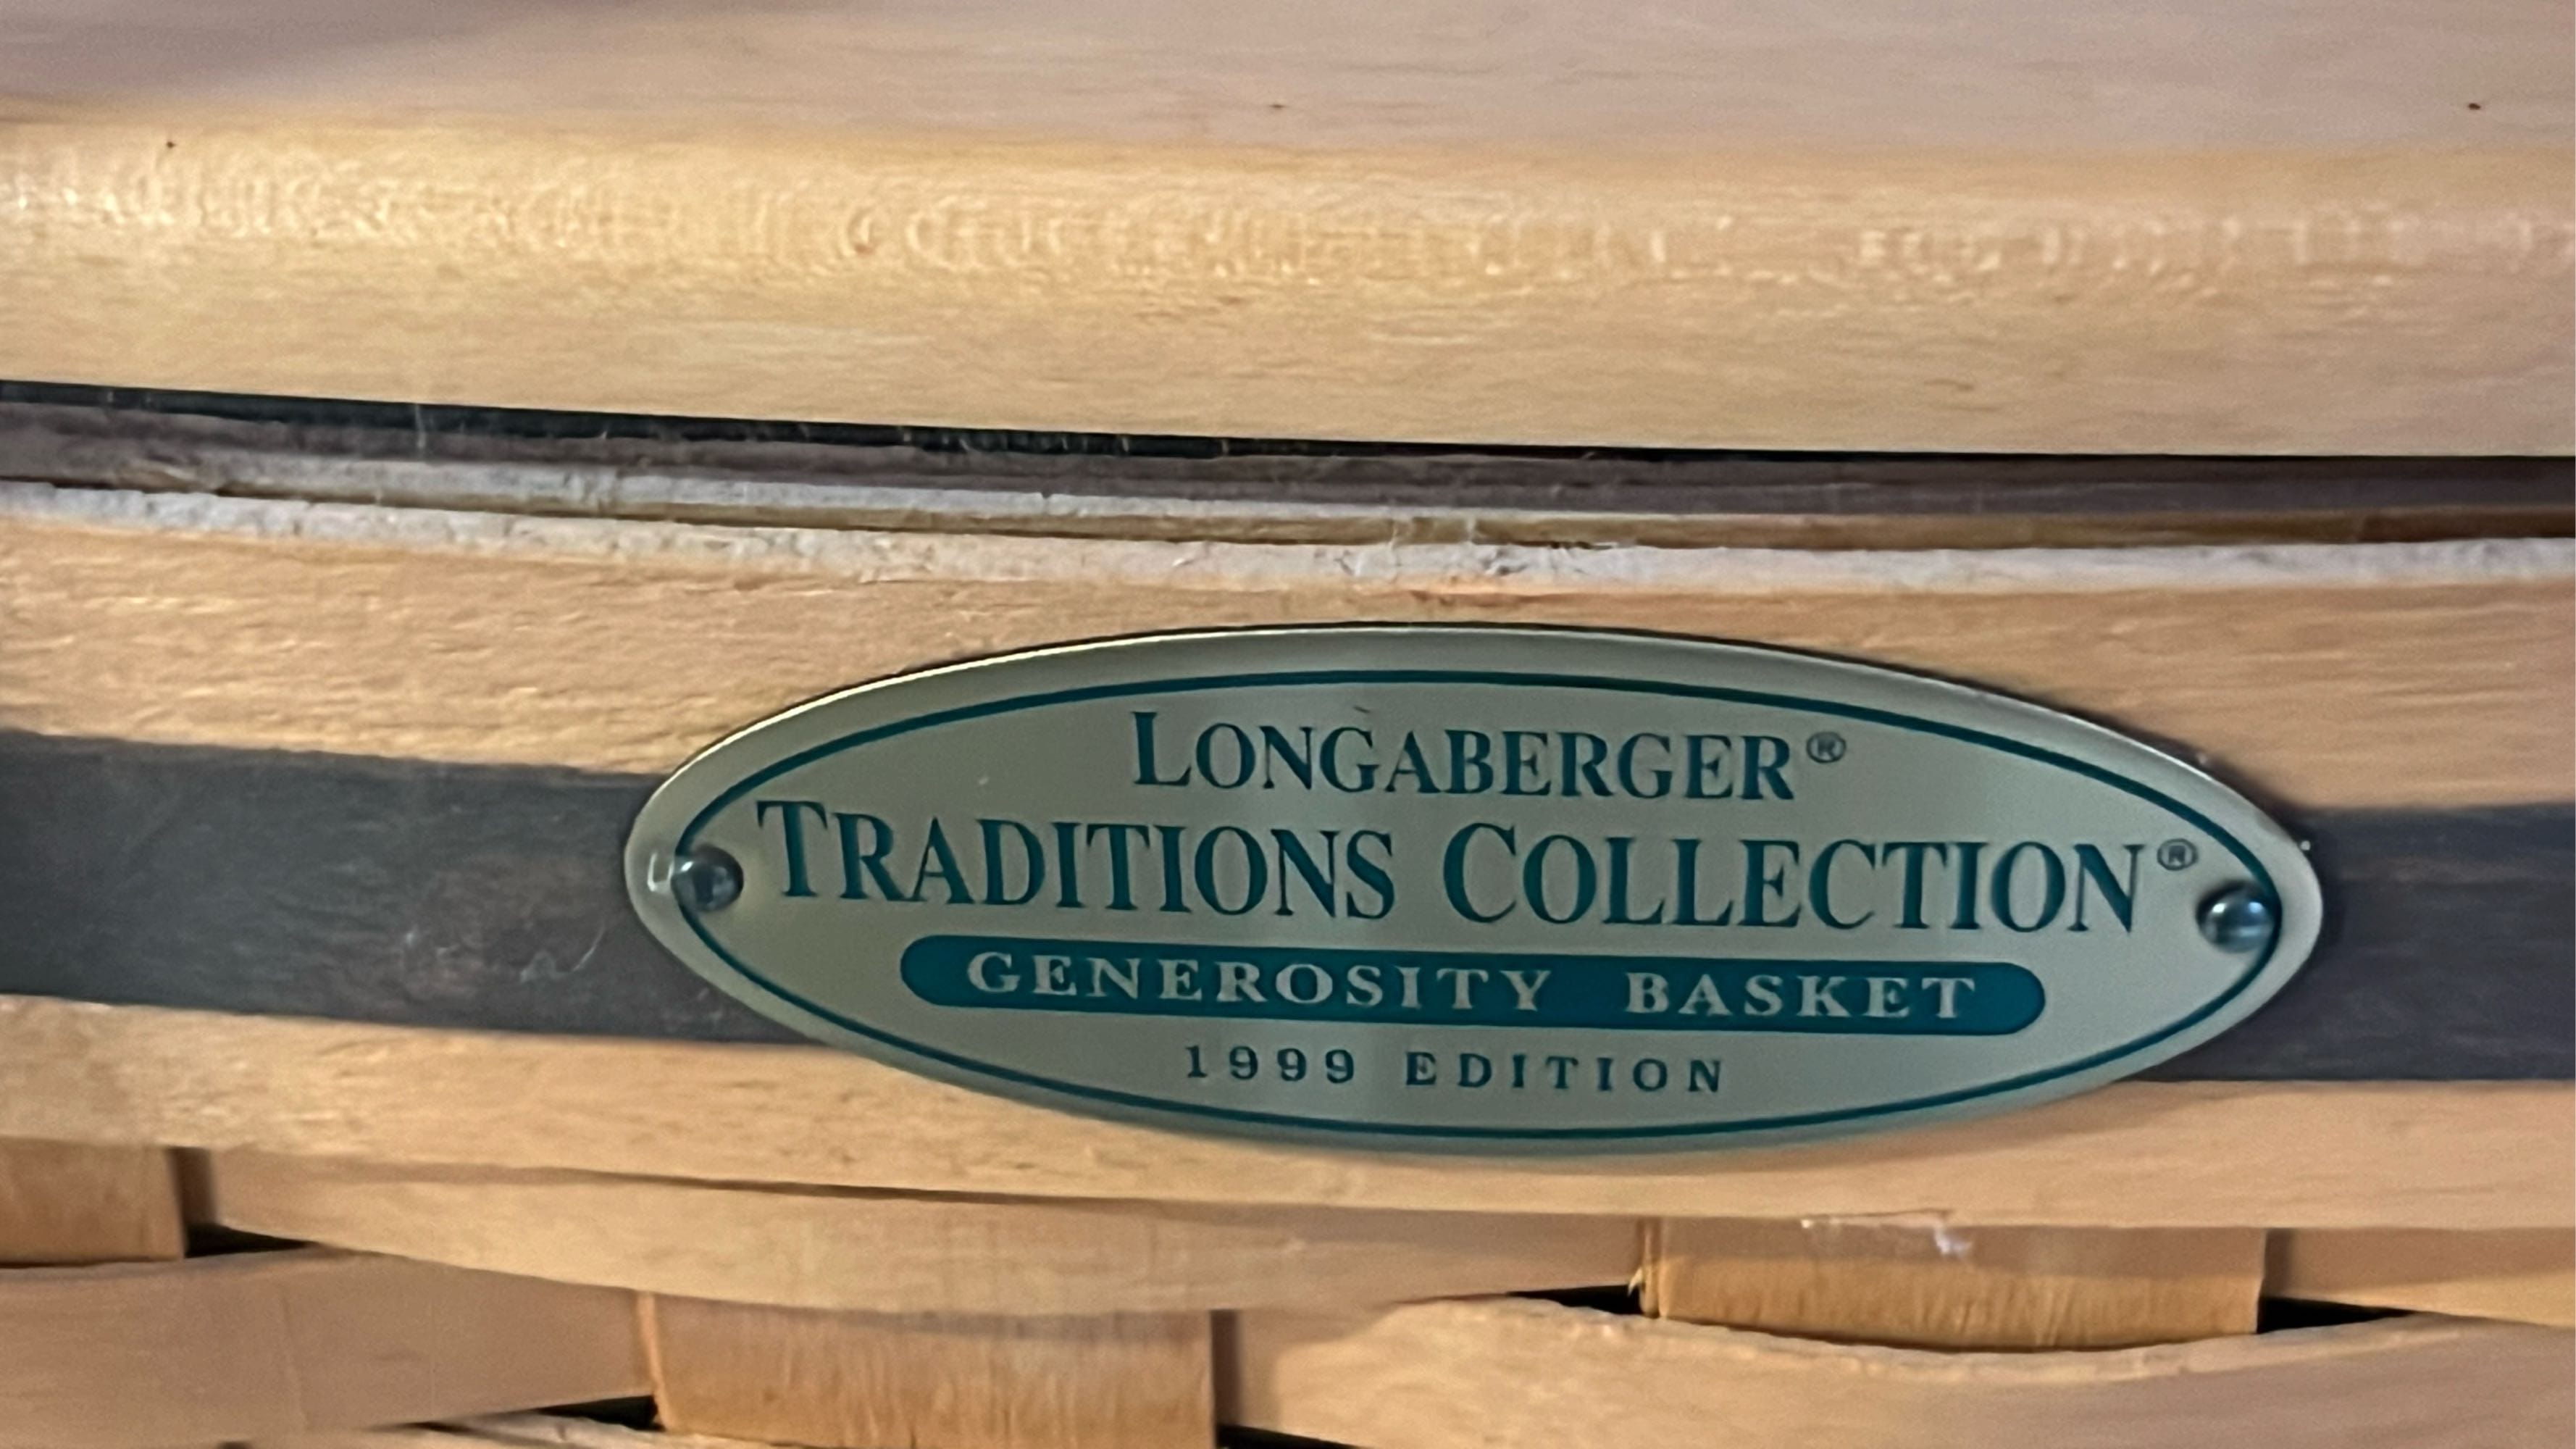 LONGABERGER®
TRADITIONS COLLECTION®
GENEROSITY BASKET
1999 EDITION